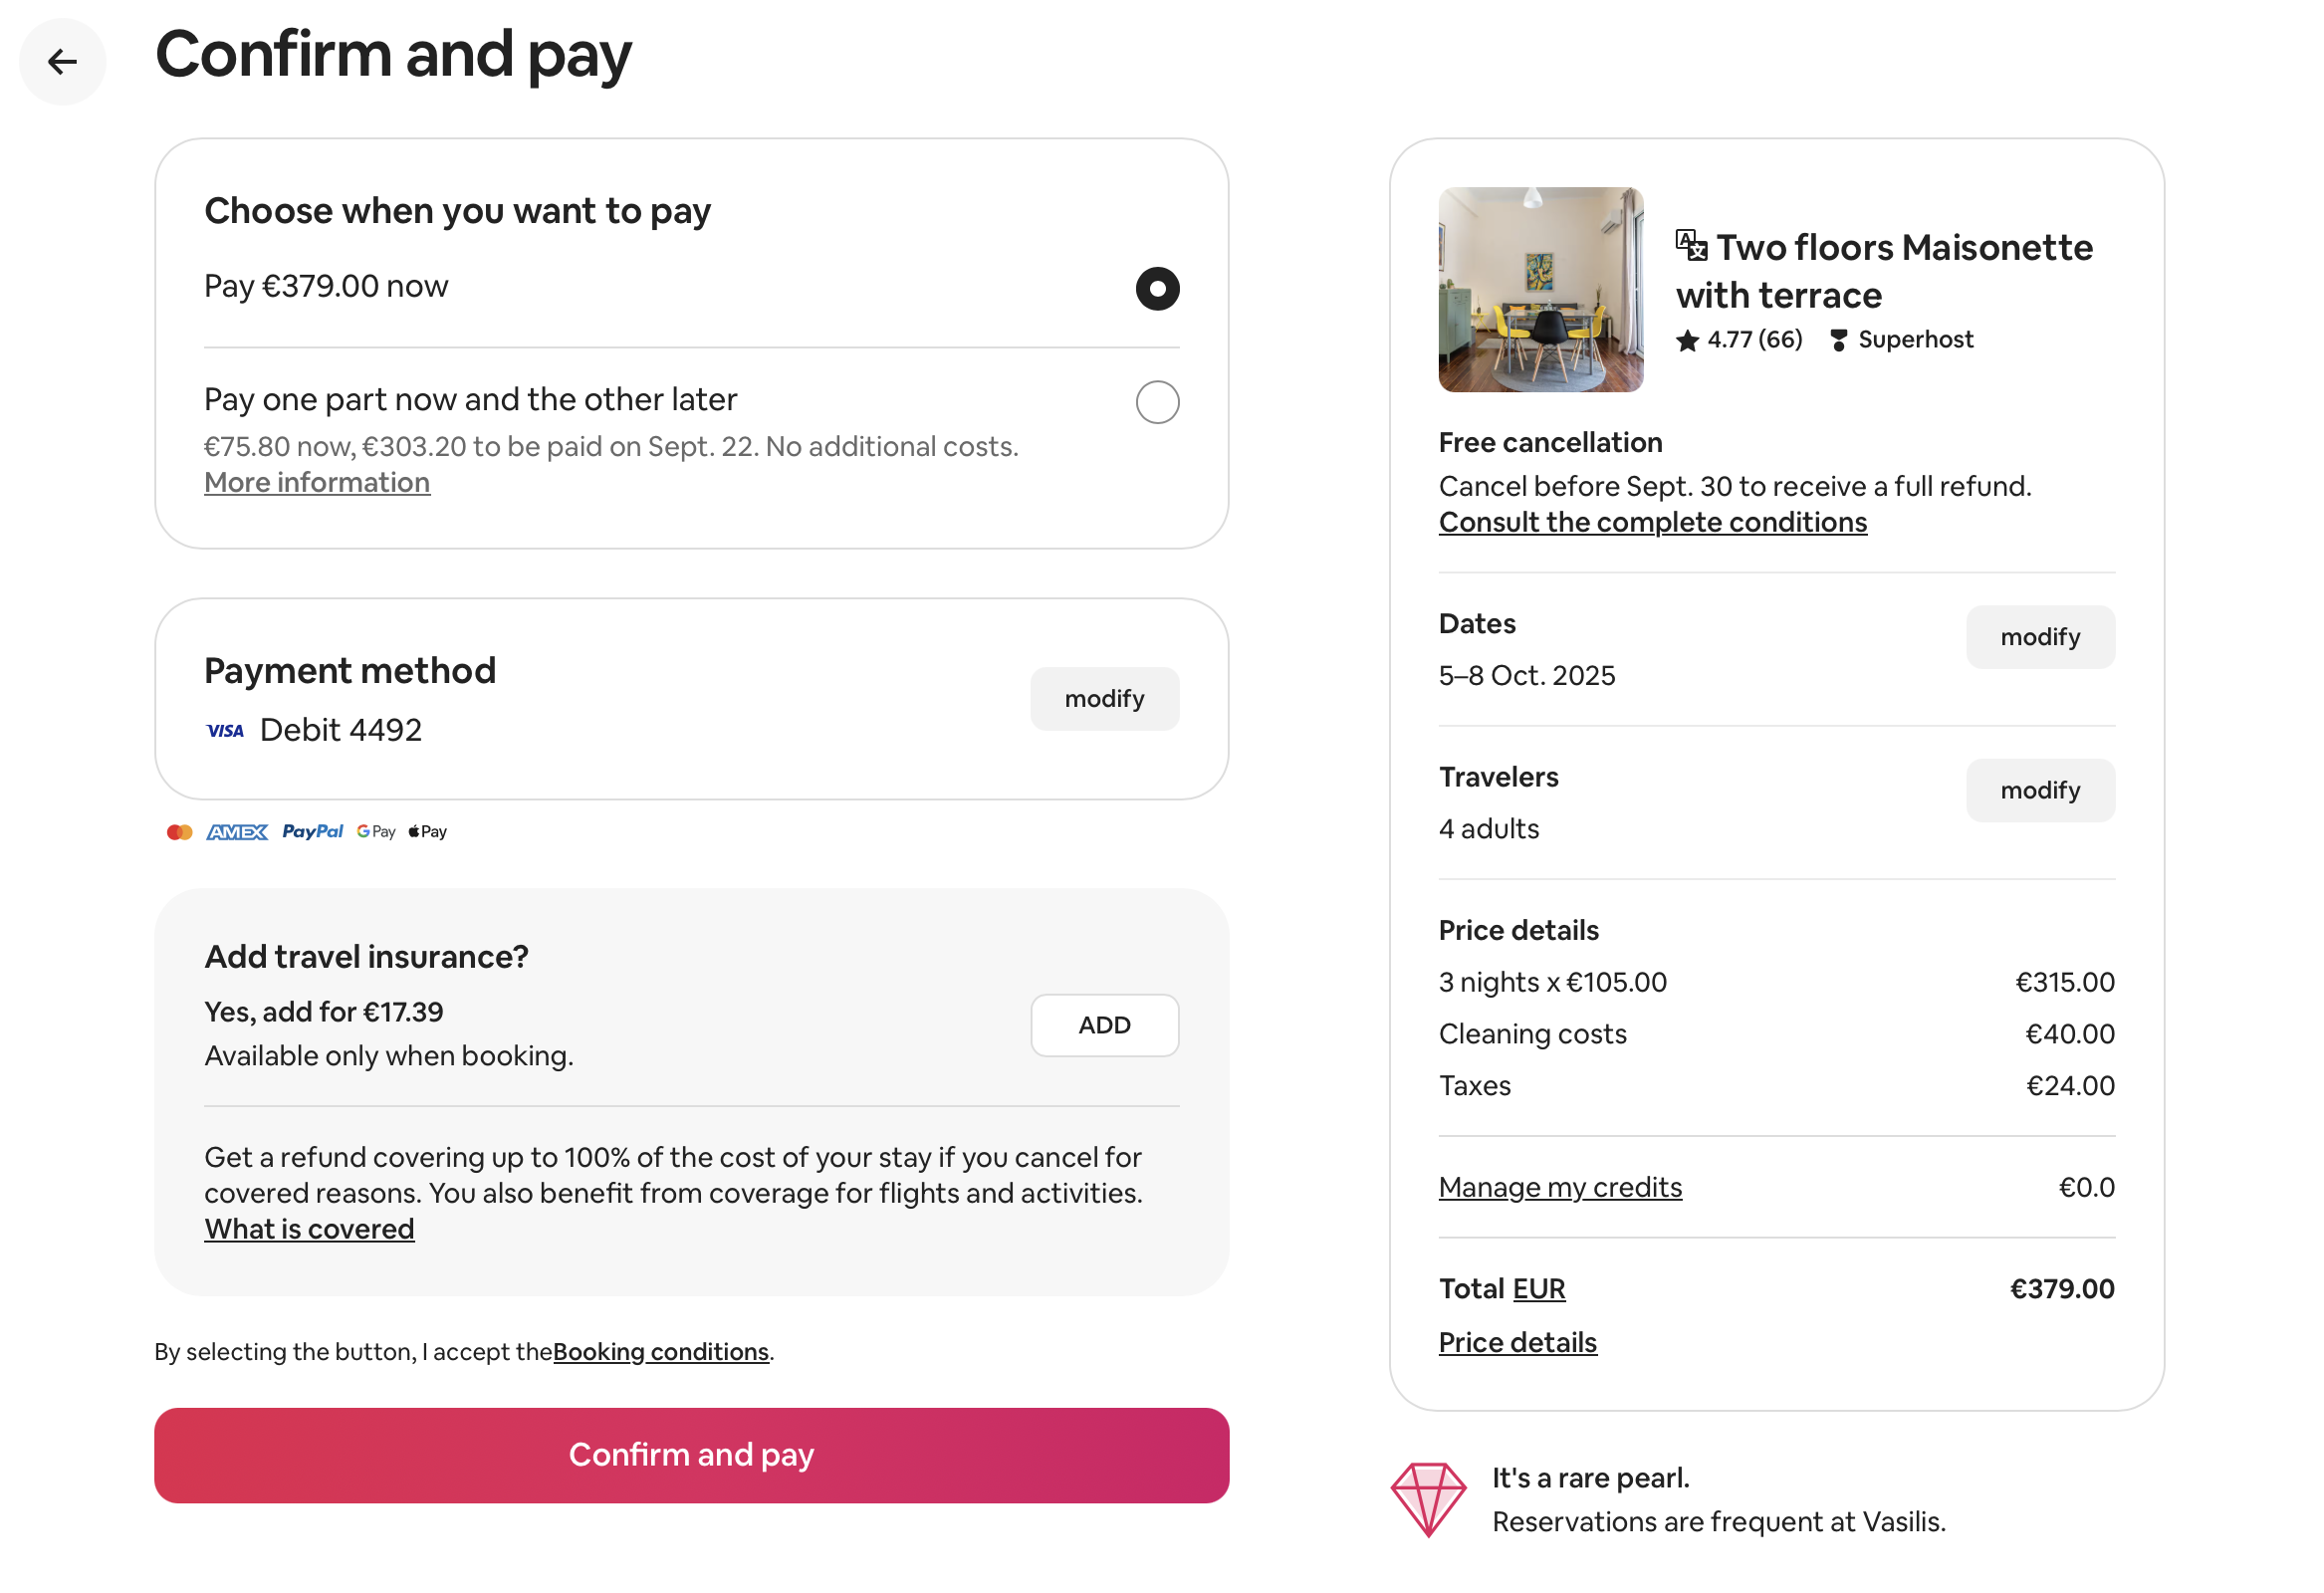 Confirm and pay
Choose when you want to pay
Pay €379.00 now
Pay one part now and the other later
€75.80 now, €303.20 to be paid on Sept. 22. No additional costs.
More information
Payment method
modify
VISA Debit 4492
AMEX PayPal G Pay Pay
Add travel insurance?
Yes, add for €17.39
ADD
Available only when booking.
Get a refund covering up to 100% of the cost of your stay if you cancel for
covered reasons. You also benefit from coverage for flights and activities.
What is covered
By selecting the button, I accept theBooking conditions.
Confirm and pay
Two floors Maisonette
with terrace
4.77 (66) Superhost
Free cancellation
Cancel before Sept. 30 to receive a full refund.
Consult the complete conditions
Dates
modify
5–8 Oct. 2025
Travelers
modify
4 adults
Price details
3 nights x €105.00 €315.00
Cleaning costs €40.00
Taxes €24.00
Manage my credits €0.0
Total EUR €379.00
Price details
It's a rare pearl.
Reservations are frequent at Vasilis.